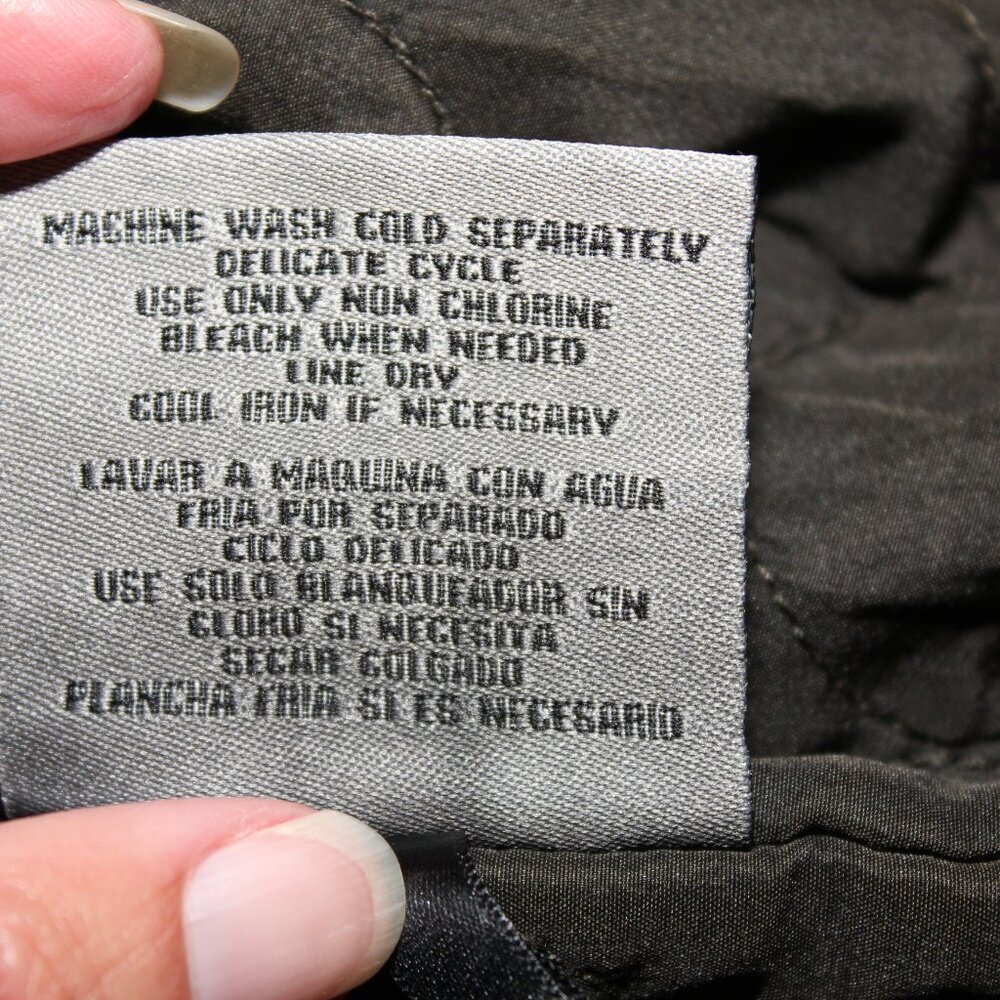 MACHINE WASH COLD SEPARATELY
DELICATE CYCLE
USE ONLY NON CHLORINE
BLEACH WHEN NEEDED
LINE DRY
COOL IRON IF NECESSARY
LAVAR A MAQUINA CON AGUA
FRIA POR SEPARADO
CICLO DELICADO
USE SOLO BLANQUEADOR SIN
CLORO SI NECESITA
SECAR COLGADO
PLANCHA FRIA SI ES NECESARIO